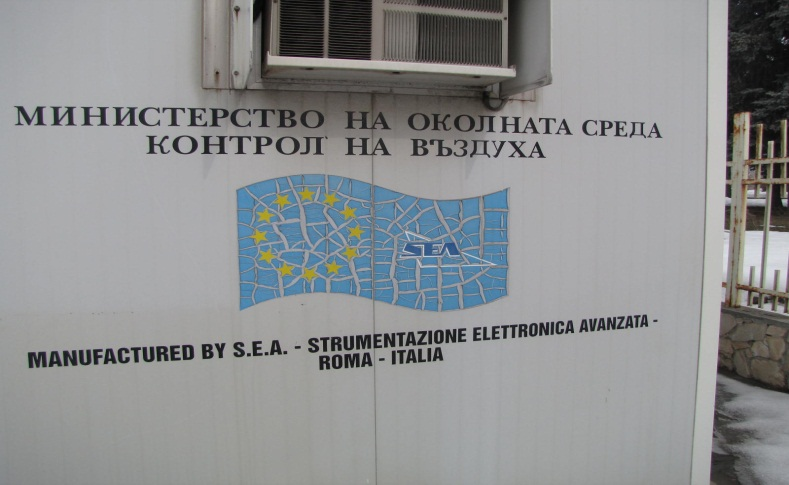 МИНИСТЕРСТВО НА ОКОЛНАТА СРЕДА
КОНТРОЛ НА ВЪЗДУХА
SEA
MANUFACTURED BY S.E.A. - STRUMENTAZIONE ELETTRONICA AVANZATA -
ROMA - ITALIA